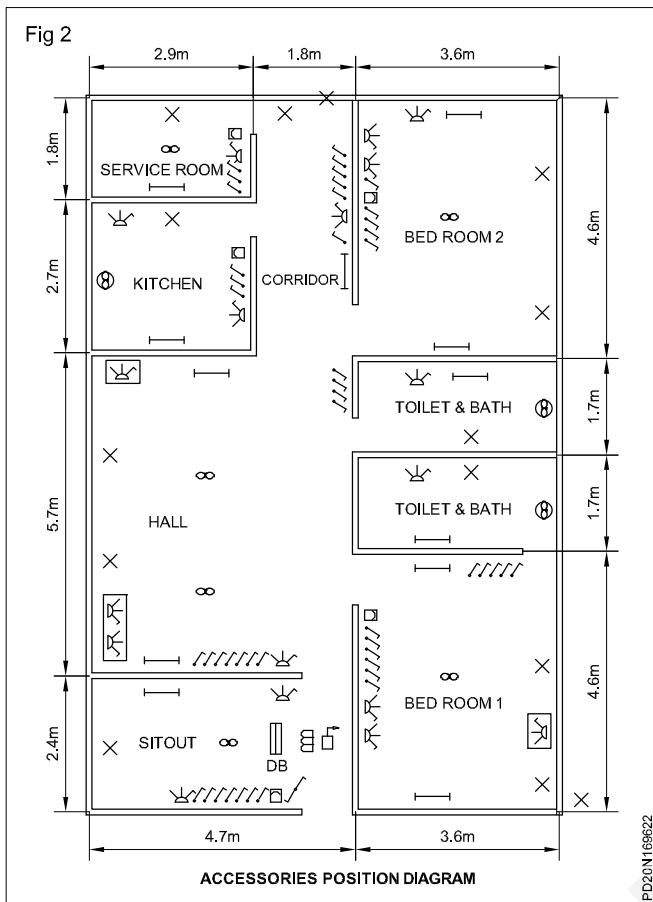 Fig 2
2.9m
1.8m
3.6m
1.8m
SERVICE ROOM
2.7m
KITCHEN
CORRIDOR
BED ROOM 2
4.6m
TOILET & BATH
1.7m
5.7m
HALL
TOILET & BATH
1.7m
BED ROOM 1
4.6m
2.4m
SITOUT
DB
4.7m
3.6m
ACCESSORIES POSITION DIAGRAM
PD20N169622